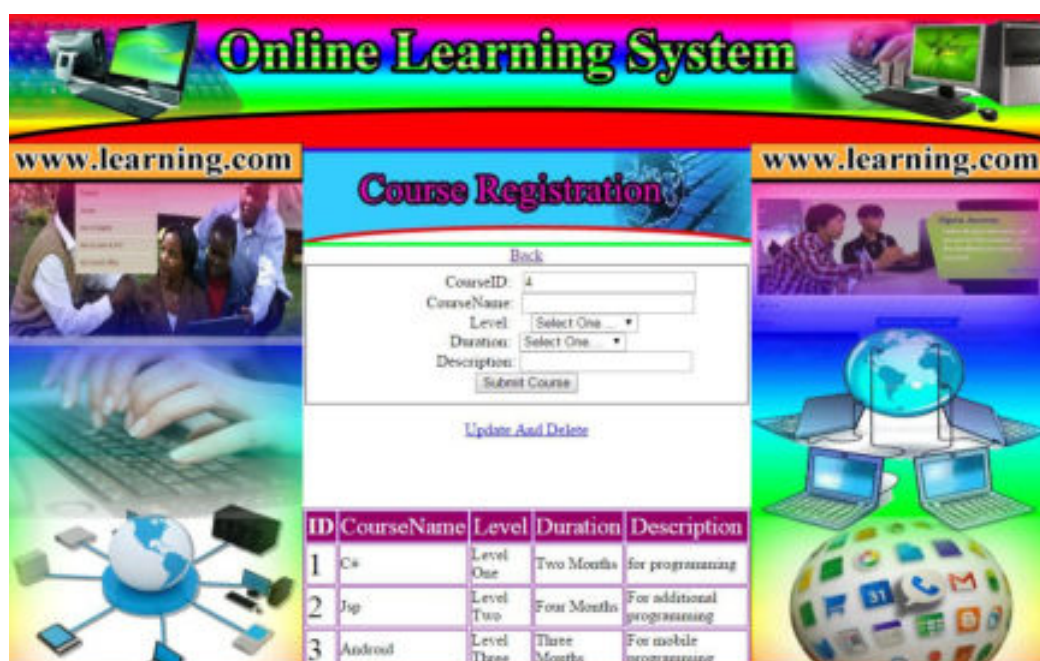 Online Learning System
www.learning.com
www.learning.com
Course Registration
Back
CourseID: 4
CourseName:
Level: Select One ...
Duration: Select One...
Description:
Submit Course
Update And Delete
ID CourseName Level Duration Description
1 C# Level One Two Months for programming
2 Jsp Level Two Four Months For additional programming
3 Android Level Three Three Months For mobile programming
31